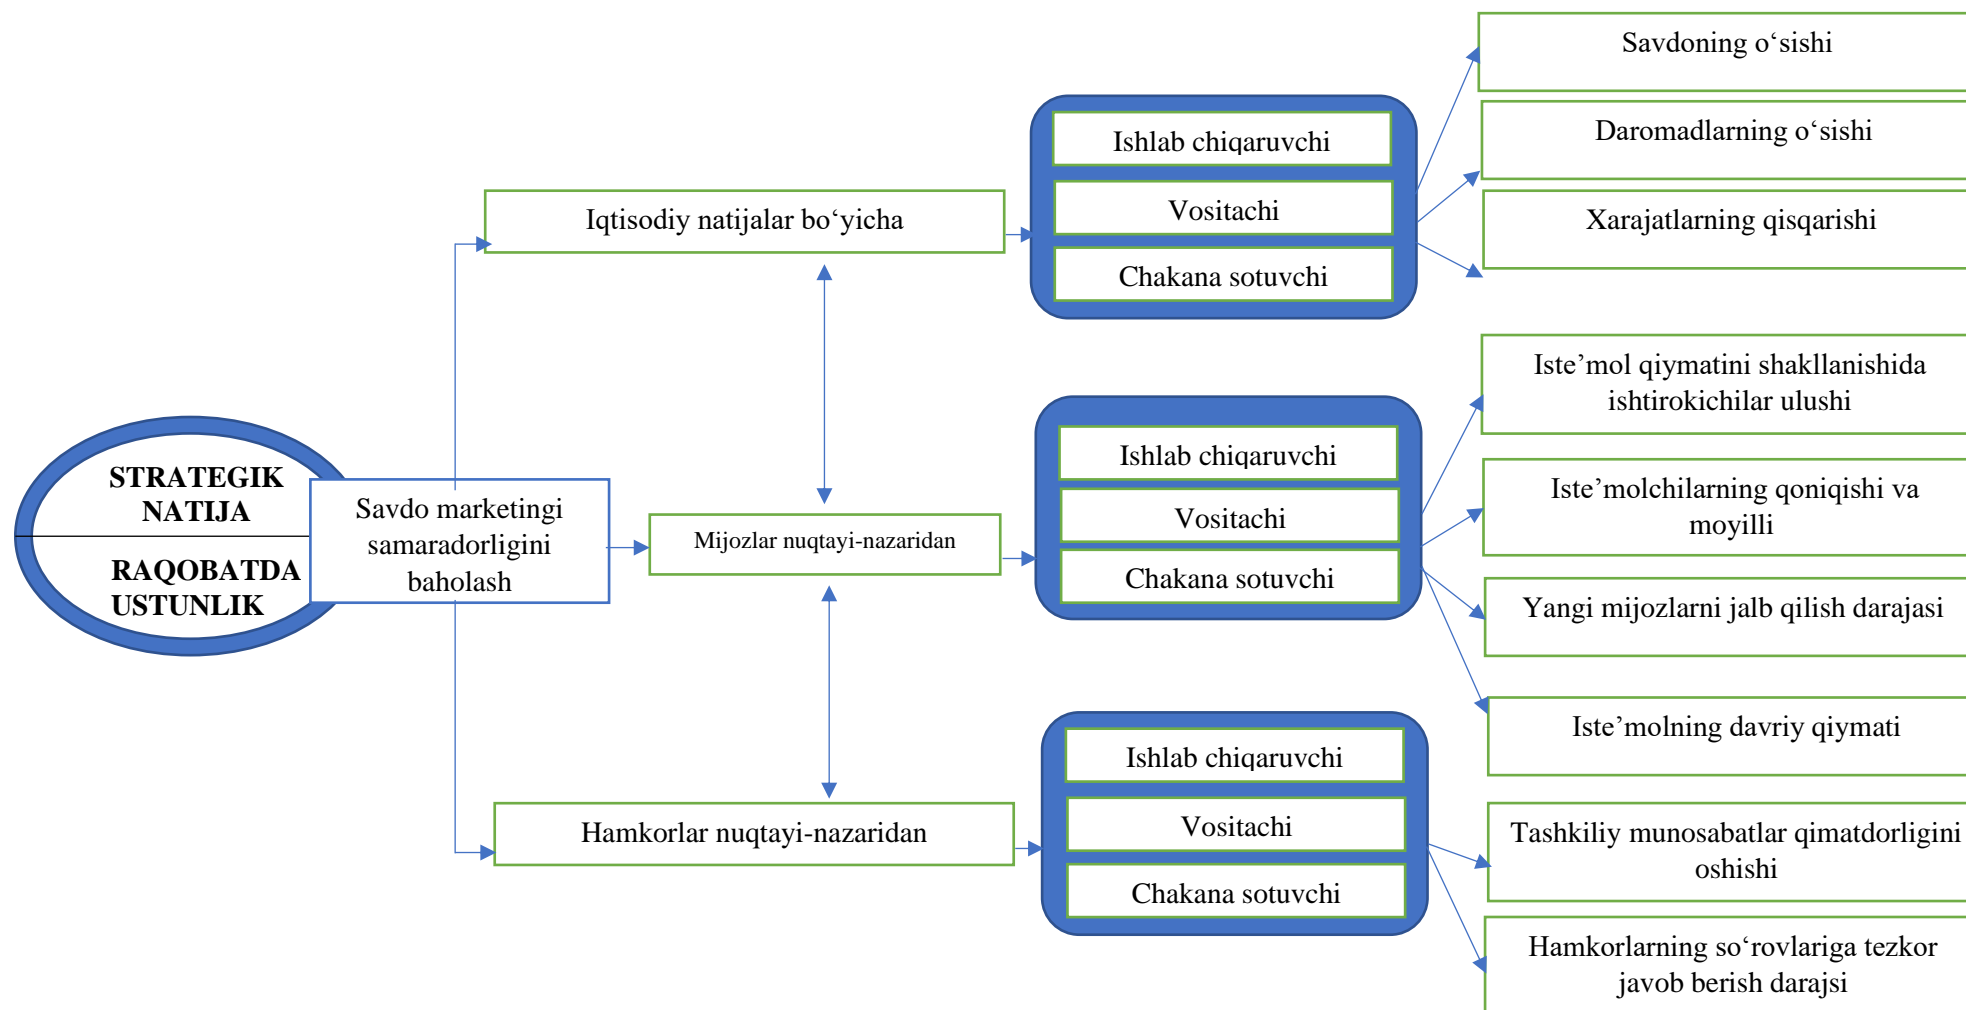 STRATEGIK
NATIJA
RAQOBATDA
USTUNLIK
Savdo marketingi
samaradorligini
baholash
Iqtisodiy natijalar bo‘yicha
Ishlab chiqaruvchi
Vositachi
Chakana sotuvchi
Savdoning o‘sishi
Daromadlarning o‘sishi
Xarajatlarning qisqarishi
Mijozlar nuqtayi-nazaridan
Ishlab chiqaruvchi
Vositachi
Chakana sotuvchi
Iste’mol qiymatini shakllanishida
ishtirokichilar ulushi
Iste’molchilarning qoniqishi va
moyilli
Yangi mijozlarni jalb qilish darajasi
Iste’molning davriy qiymati
Hamkorlar nuqtayi-nazaridan
Ishlab chiqaruvchi
Vositachi
Chakana sotuvchi
Tashkiliy munosabatlar qimatdorligini
oshishi
Hamkorlarning so‘rovlariga tezkor
javob berish darajsi